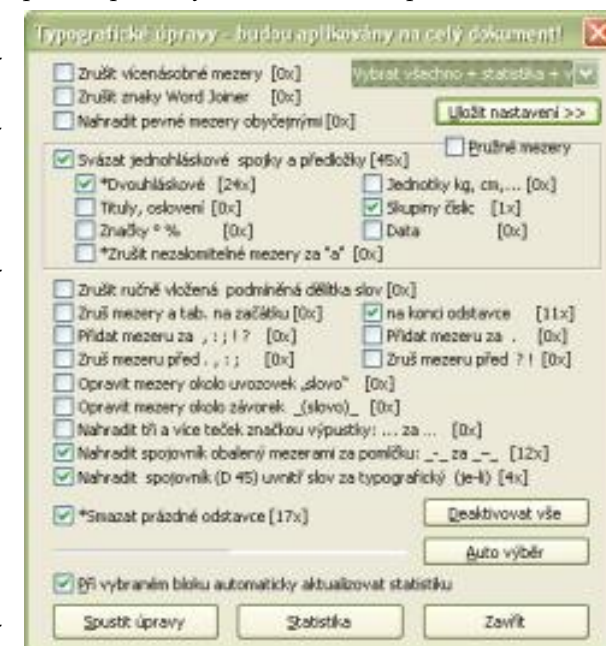 Typografické úpravy - budou aplikovány na celý dokument!
Zrušit vícenásobné mezery [0x]
Vybrat všechno + statistika + v
Zrušit znaky Word Joiner [0x]
Nahradit pevné mezery obyčejnými [0x]
Uložit nastavení >>
Pružné mezery
Svázat jednohláskové spojky a předložky [45x]
*Dvouhláskové [24x] Jednotky kg, cm,... [0x]
Tituly, oslovení [0x] Skupiny číslic [1x]
Značky ° % [0x] Data [0x]
*Zrušit nezalomitelné mezery za "a" [0x]
Zrušit ručně vložená podmíněná dělítka slov [0x]
Zruš mezery a tab. na začátku [0x] na konci odstavce [11x]
Přidat mezeru za , : ; ! ? [0x] Přidat mezeru za . [0x]
Zruš mezeru před . , : ; [0x] Zruš mezeru před ? ! [0x]
Opravit mezery okolo uvozovek „slovo“ [0x]
Opravit mezery okolo závorek _(slovo)_ [0x]
Nahradit tři a více teček značkou výpustky: ... za ... [0x]
Nahradit spojovník obalený mezerami za pomlčku: _-_ za _–_ [12x]
Nahradit spojovník (D 45) uvnitř slov za typografický (je-li) [4x]
*Smazat prázdné odstavce [17x]
Deaktivovat vše
Auto výběr
Při vybraném bloku automaticky aktualizovat statistiku
Spustit úpravy Statistika Zavřít